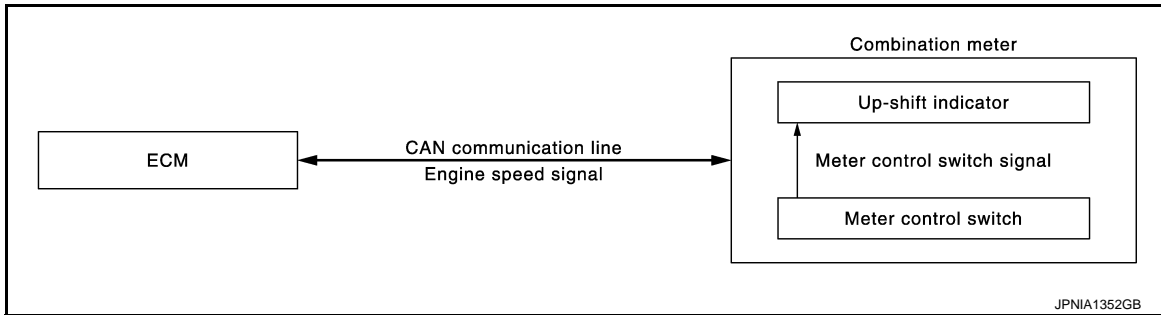 Combination meter
Up-shift indicator
ECM
CAN communication line
Engine speed signal
Meter control switch signal
Meter control switch
JPNIA1352GB